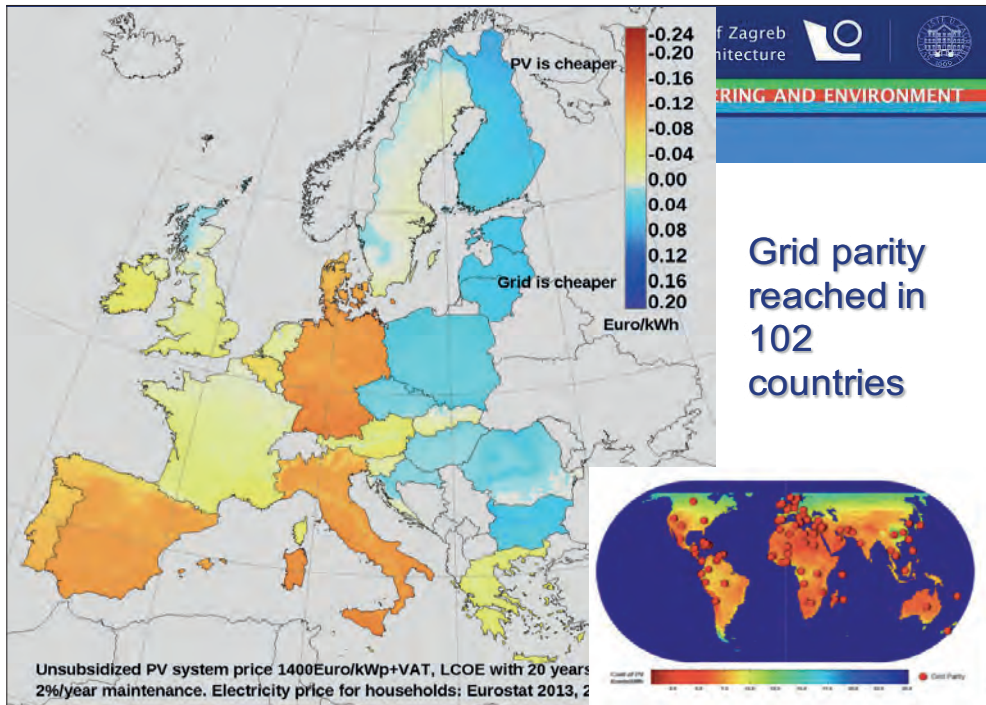 f Zagreb
hitecture
RING AND ENVIRONMENT
PV is cheaper
-0.24
-0.20
-0.16
-0.12
-0.08
-0.04
0.00
0.04
0.08
0.12
0.16
0.20
Grid is cheaper
Euro/kWh
Grid parity
reached in
102
countries
Unsubsidized PV system price 1400Euro/kWp+VAT, LCOE with 20 years
2%/year maintenance. Electricity price for households: Eurostat 2013, 2
Grid Parity